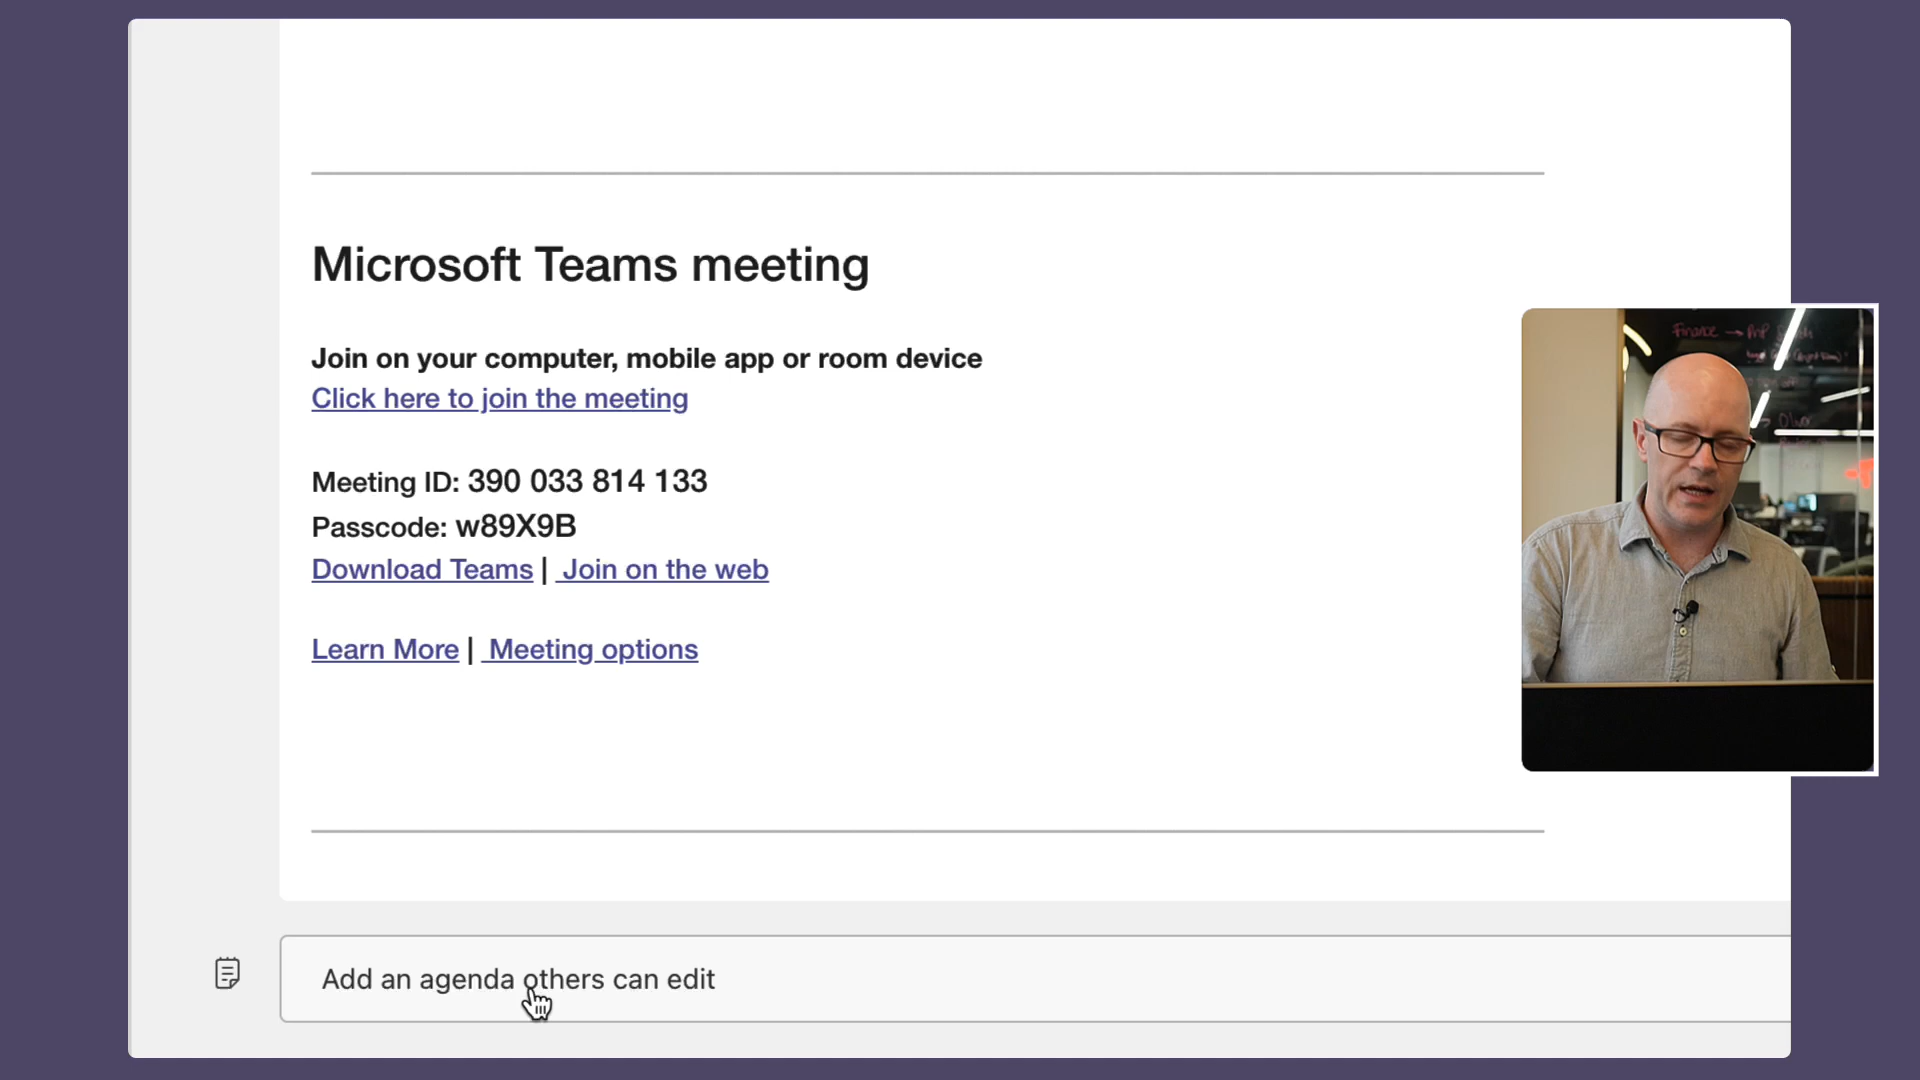 Microsoft Teams meeting
Join on your computer, mobile app or room device
Click here to join the meeting
Meeting ID: 390 033 814 133
Passcode: w89X9B
Download Teams | Join on the web
Learn More | Meeting options
Add an agenda others can edit
Finance →